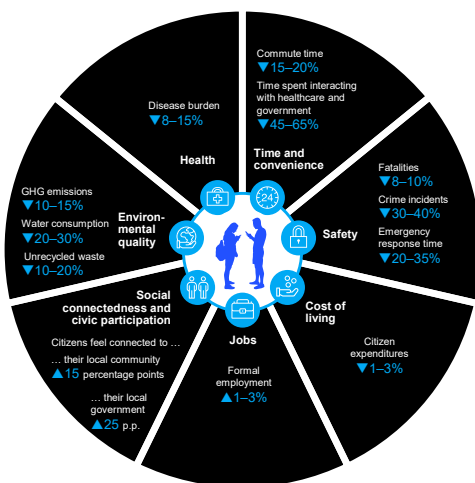 Commute time
▼15–20%
Time spent interacting
with healthcare and
government
▼45–65%
Time and
convenience
24
Fatalities
▼8–10%
Crime incidents
▼30–40%
Emergency
response time
▼20–35%
Safety
Cost of
living
Citizen
expenditures
▼1–3%
Jobs
Formal
employment
▲1–3%
Social
connectedness and
civic participation
Citizens feel connected to ...
... their local community
▲15 percentage points
... their local
government
▲25 p.p.
Environ-
mental
quality
GHG emissions
▼10–15%
Water consumption
▼20–30%
Unrecycled waste
▼10–20%
Health
Disease burden
▼8–15%